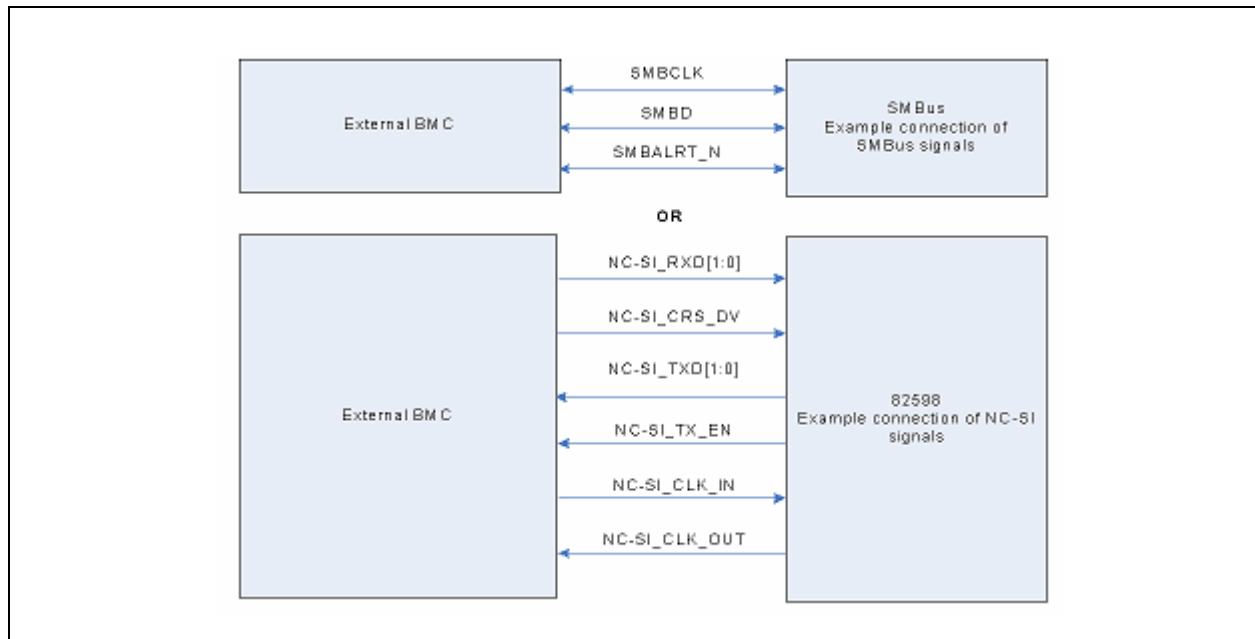 SMBCLK
External BMC
SMBD
SMBALRT_N
SMBus
Example connection of
SMBus signals
OR
NC-SI_RXD[1:0]
NC-SI_CRS_DV
NC-SI_TXD[1:0]
External BMC
NC-SI_TX_EN
NC-SI_CLK_IN
NC-SI_CLK_OUT
82598
Example connection of NC-SI
signals